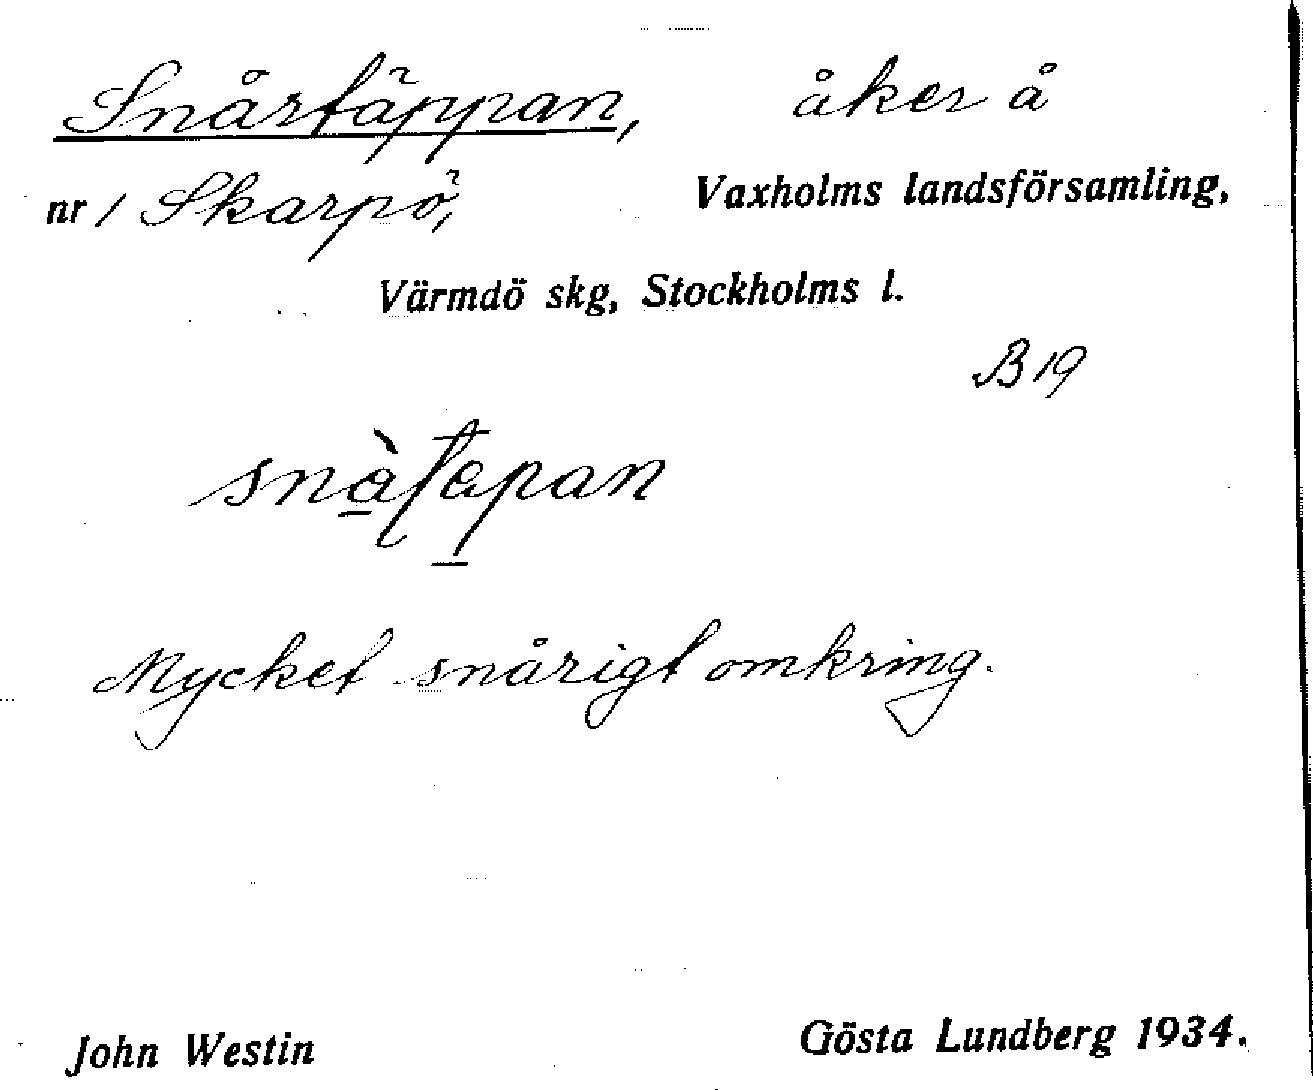 Snårtäppan, åker å
nr 1 Skarpö, Vaxholms landsförsamling,
Värmdö skg, Stockholms l.
B 19
Mycket snårigt omkring.
John Westin Gösta Lundberg 1934.